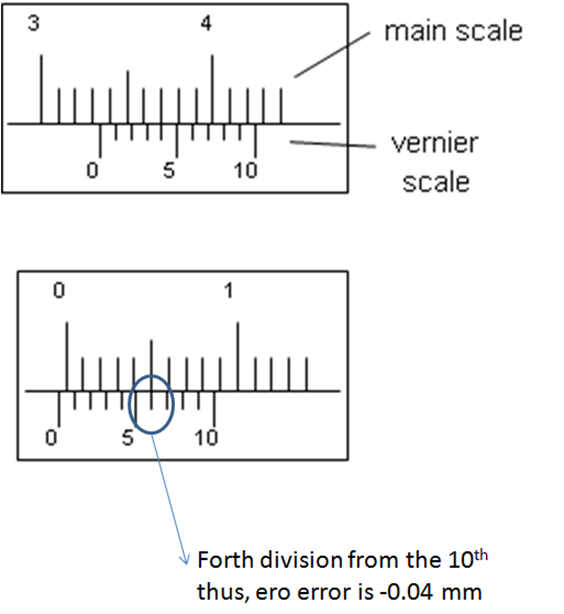 3 4
main scale
vernier
scale
0 5 10
0 1
0 5 10
Forth division from the 10th
thus, ero error is -0.04 mm